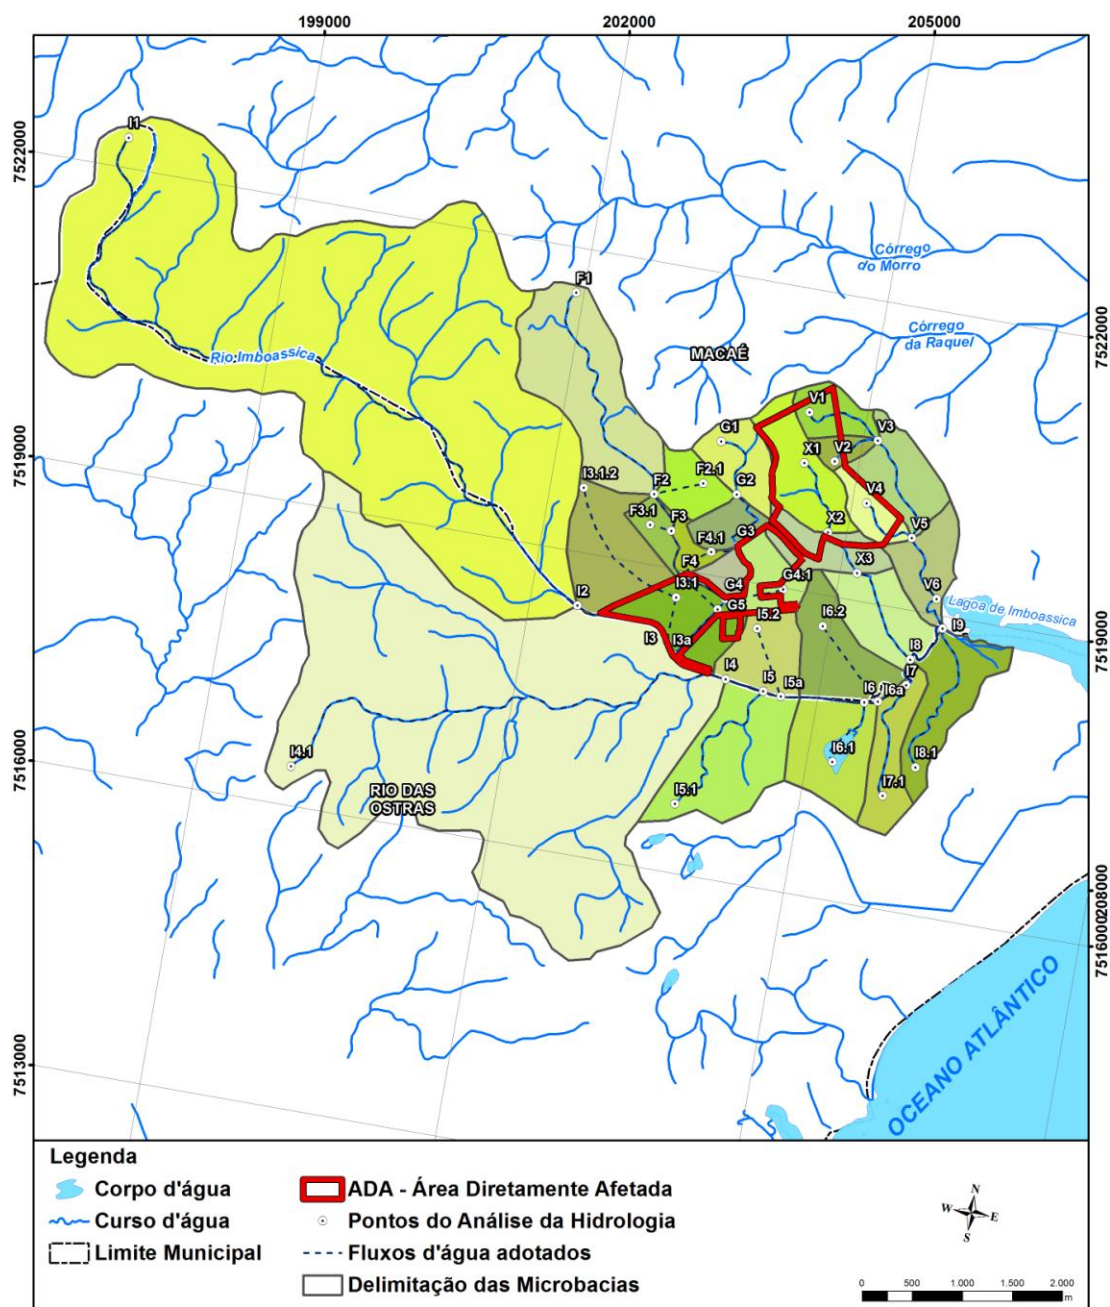 199000
202000
205000
7522000
7519000
7516000
7513000
7522000
7519000
208000
7516000
I1
Rio Imboassica
F1
MACAÉ
Córrego
do Morro
Córrego
da Raquel
G1
V1
V3
X1
V2
I3.1.2
F2
F2.1
G2
V4
F3.1
F3
X2
V5
F4.1
G3
F4
X3
I3.1
G4
G4.1
V6
Lagoa de Imboassica
I2
G5
I5.2
I6.2
I9
I3
I3a
I8
I4
I5
I5a
I6
I6a
I7
I4.1
I6.1
I8.1
RIO DAS
OSTRAS
I5.1
I7.1
OCEANO ATLÂNTICO
Legenda
Corpo d'água
Curso d'água
Limite Municipal
ADA - Área Diretamente Afetada
Pontos do Análise da Hidrologia
Fluxos d'água adotados
Delimitação das Microbacias
N
W
E
S
0 500 1.000 1.500 2.000
m